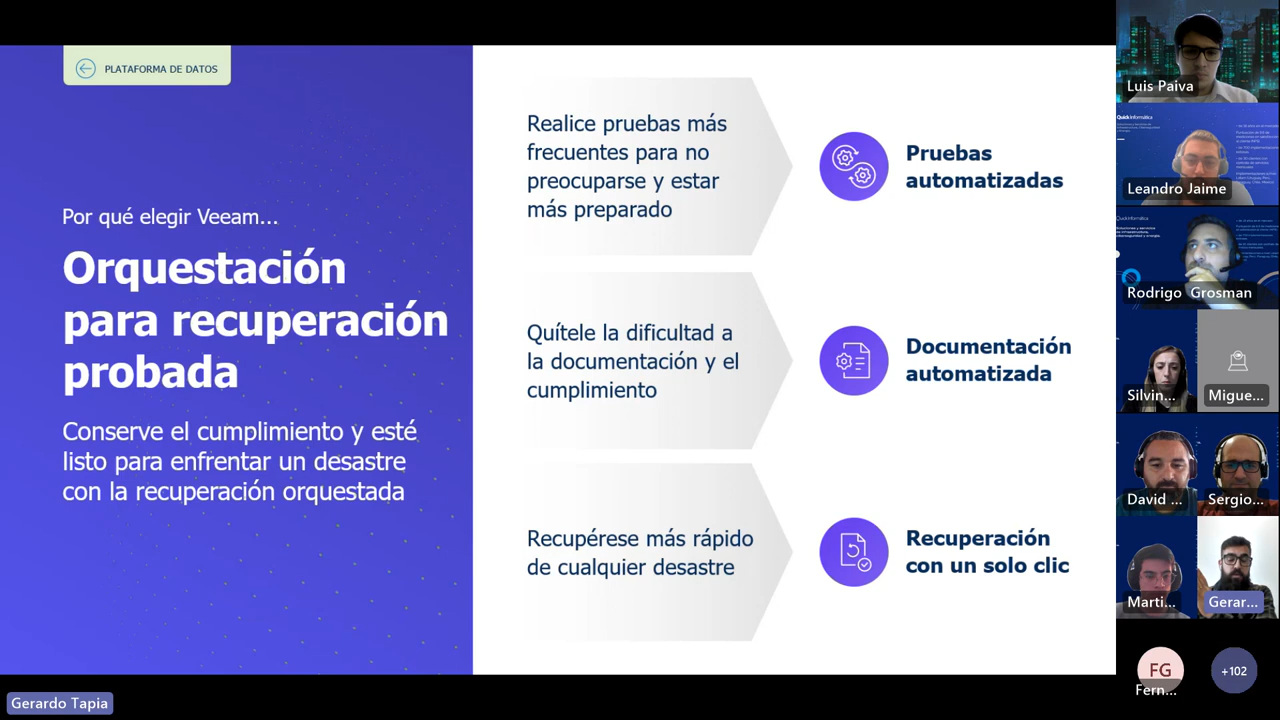 PLATAFORMA DE DATOS
Por qué elegir Veeam...
Orquestación
para recuperación
probada
Conserve el cumplimiento y esté
listo para enfrentar un desastre
con la recuperación orquestada
Realice pruebas más
frecuentes para no
preocuparse y estar
más preparado
Pruebas
automatizadas
Quítele la dificultad a
la documentación y el
cumplimiento
Documentación
automatizada
Recupérese más rápido
de cualquier desastre
Recuperación
con un solo clic
Gerardo Tapia
Luis Paiva
QuickInformática
Leandro Jaime
QuickInformática
Rodrigo Grosman
Silvin...
Migue...
David ...
Sergio...
Marti...
Gerar...
FG
Fern...
+102